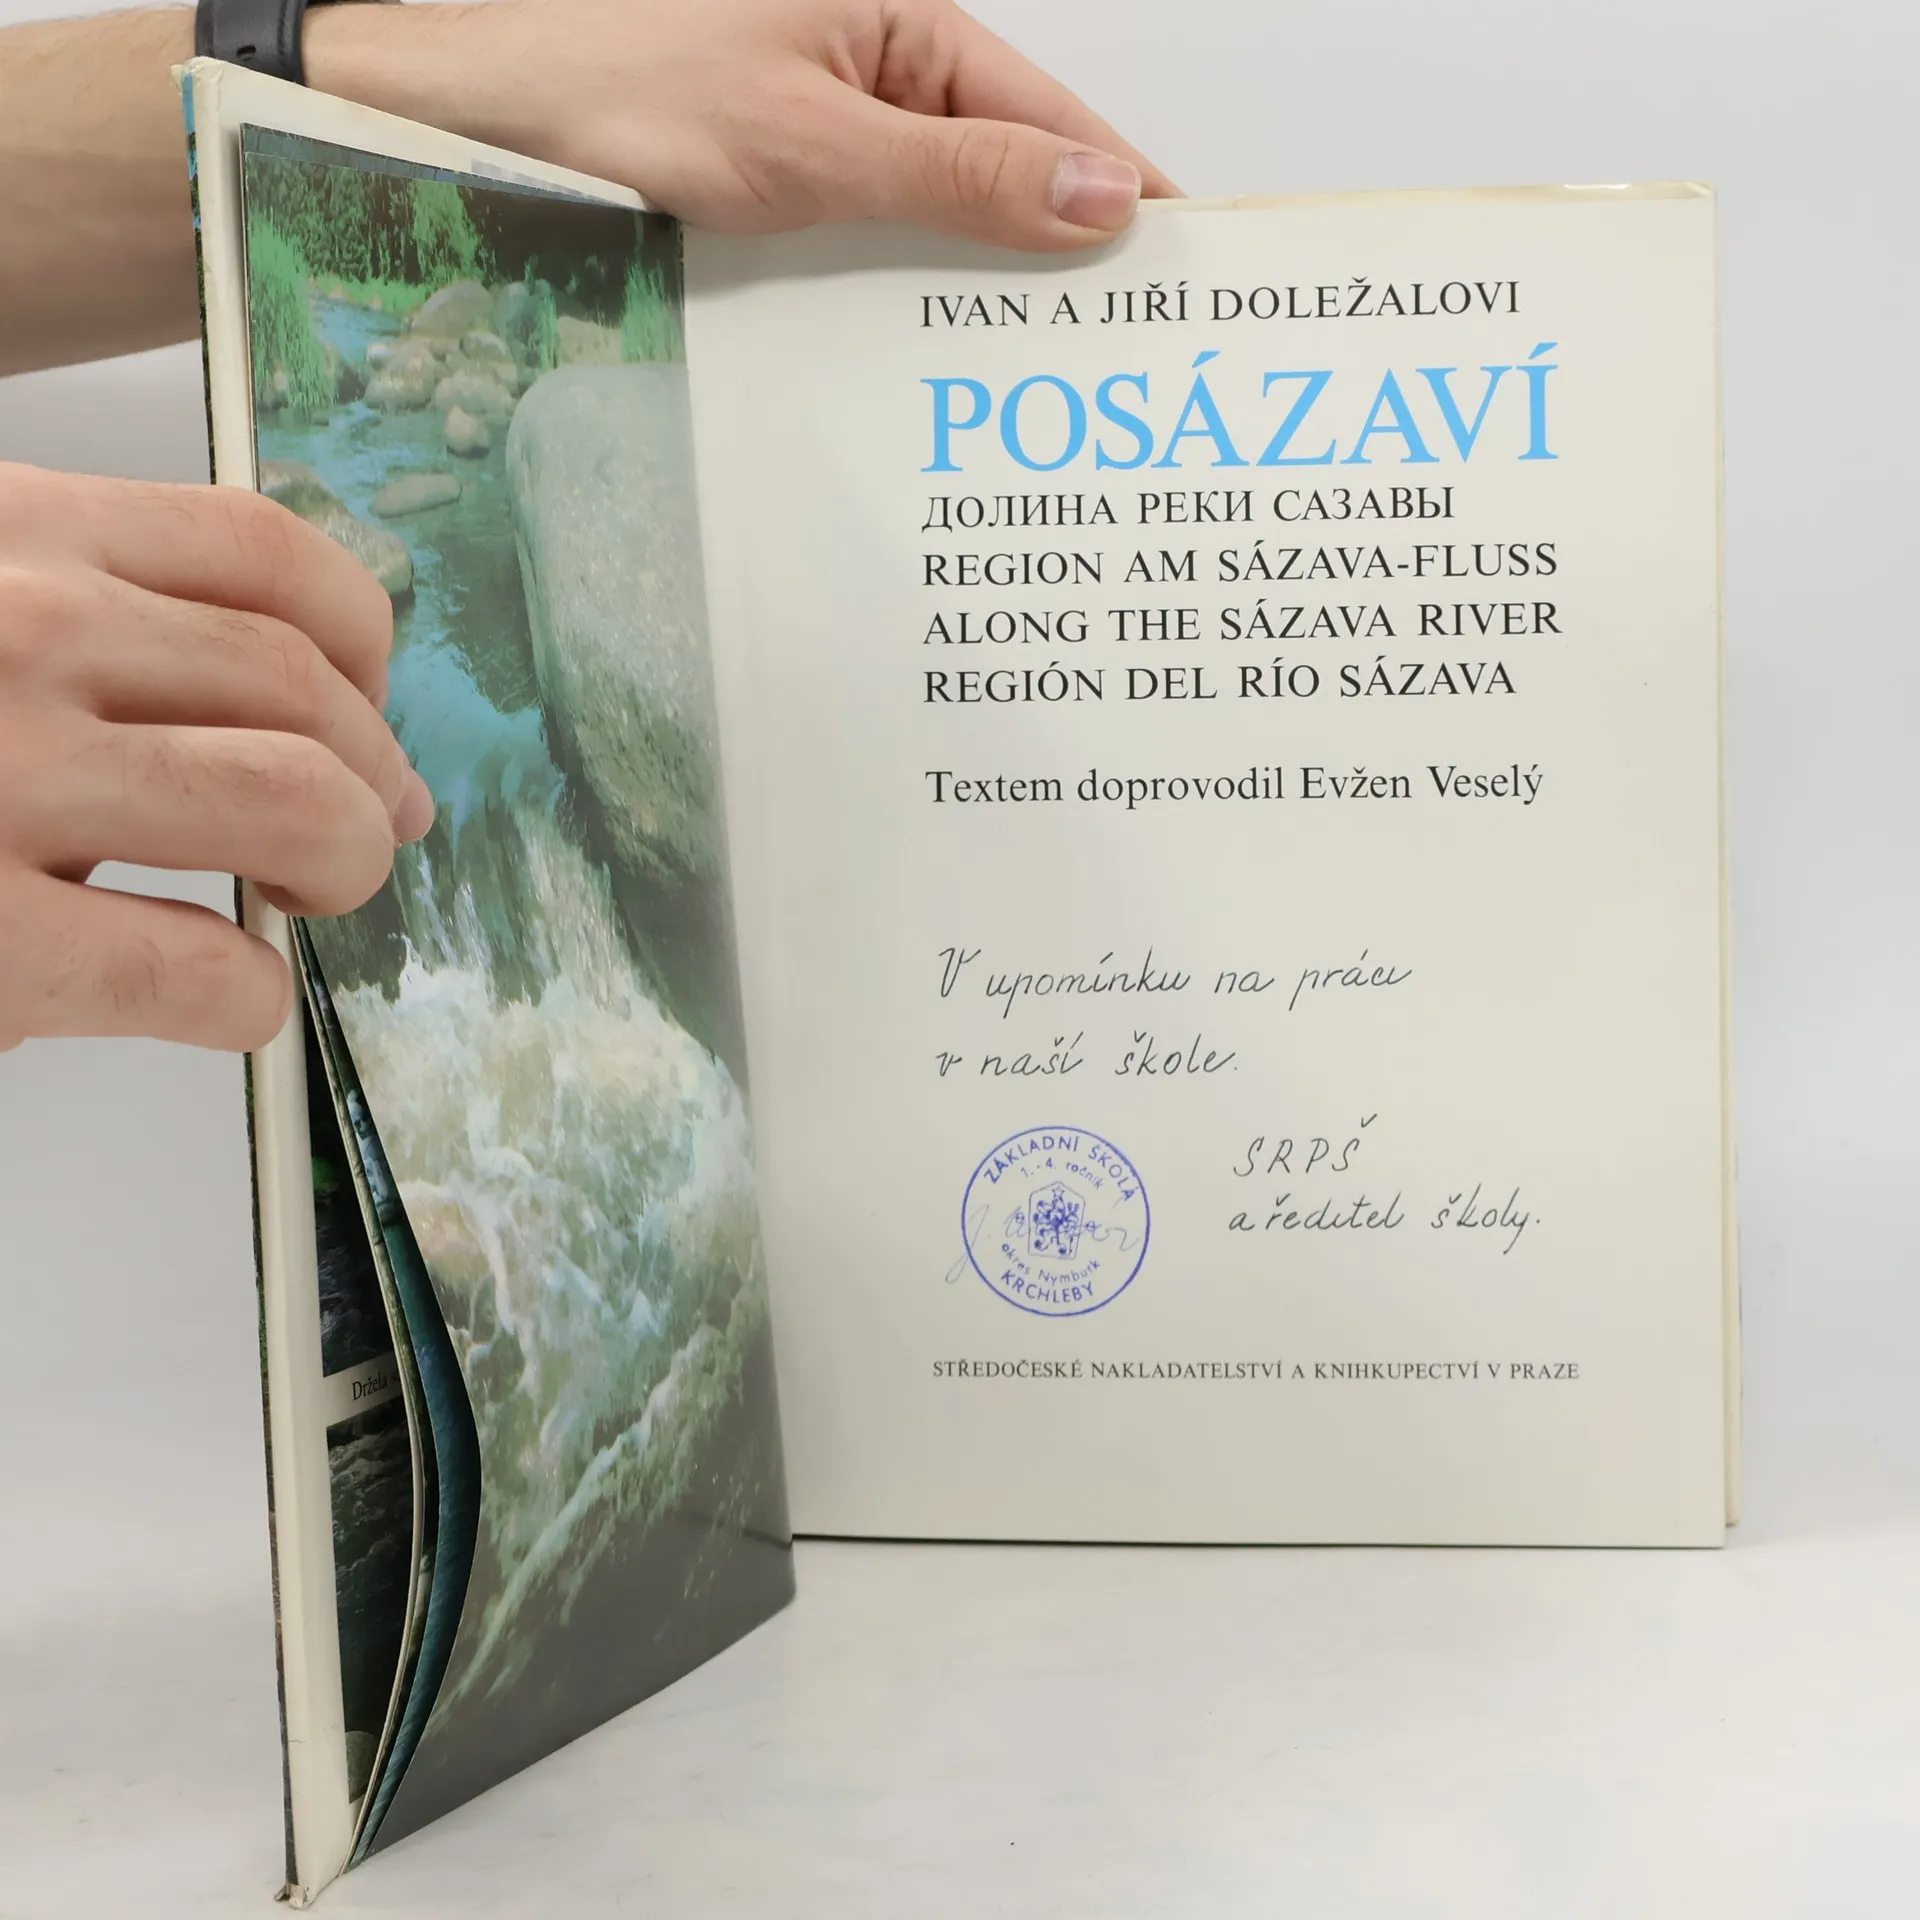 IVAN A JIŘÍ DOLEŽALOVI
POSÁZAVÍ
ДОЛИНА РЕКИ САЗАВЫ
REGION AM SÁZAVA-FLUSS
ALONG THE SÁZAVA RIVER
REGIÓN DEL RÍO SÁZAVA
Textem doprovodil Evžen Veselý
V upomínku na práci
v naší škole.
SRPŠ
a ředitel školy.
ZÁKLADNÍ ŠKOLA
1.-4. ročník
okres Nymburk
KRCHLEBY
STŘEDOČESKÉ NAKLADATELSTVÍ A KNIHKUPECTVÍ V PRAZE
Držela